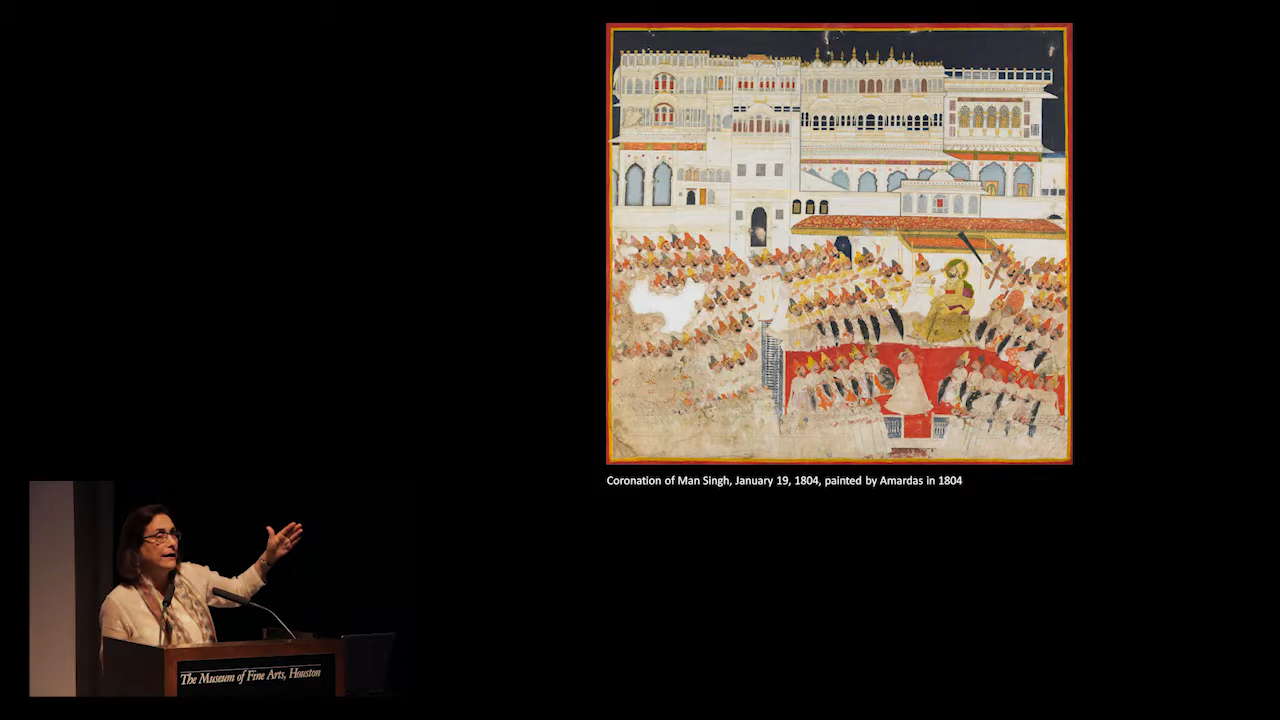 Coronation of Man Singh, January 19, 1804, painted by Amardas in 1804
The Museum of Fine Arts, Houston